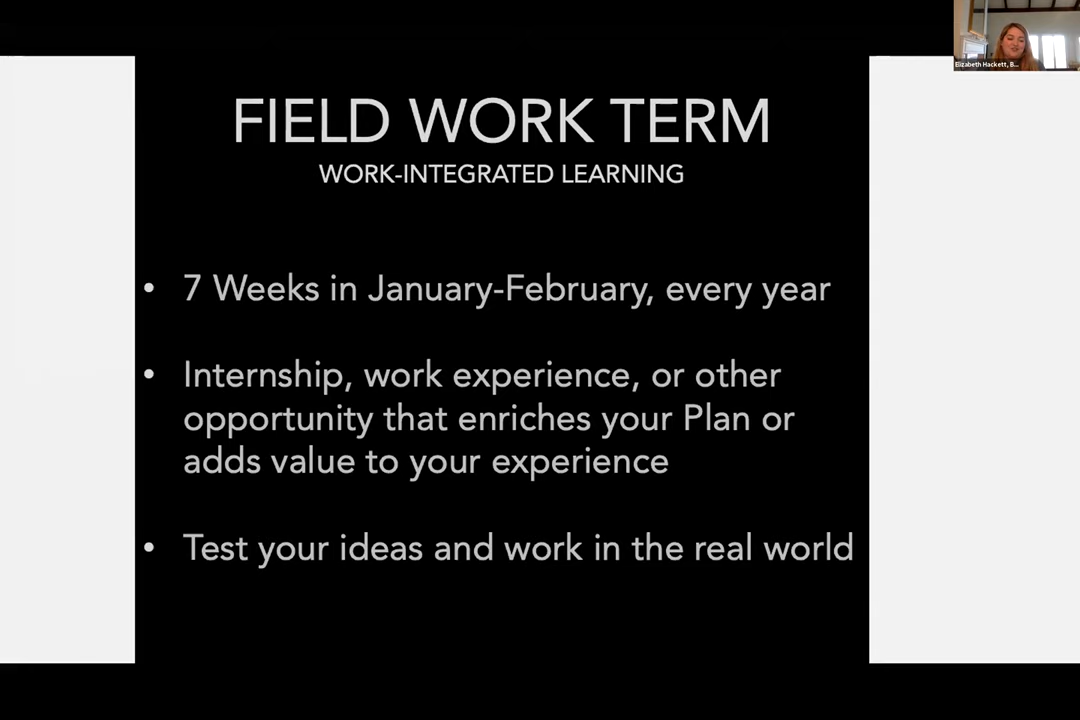 Elizabeth Hackett, B...
FIELD WORK TERM
WORK-INTEGRATED LEARNING
• 7 Weeks in January-February, every year
• Internship, work experience, or other
opportunity that enriches your Plan or
adds value to your experience
• Test your ideas and work in the real world